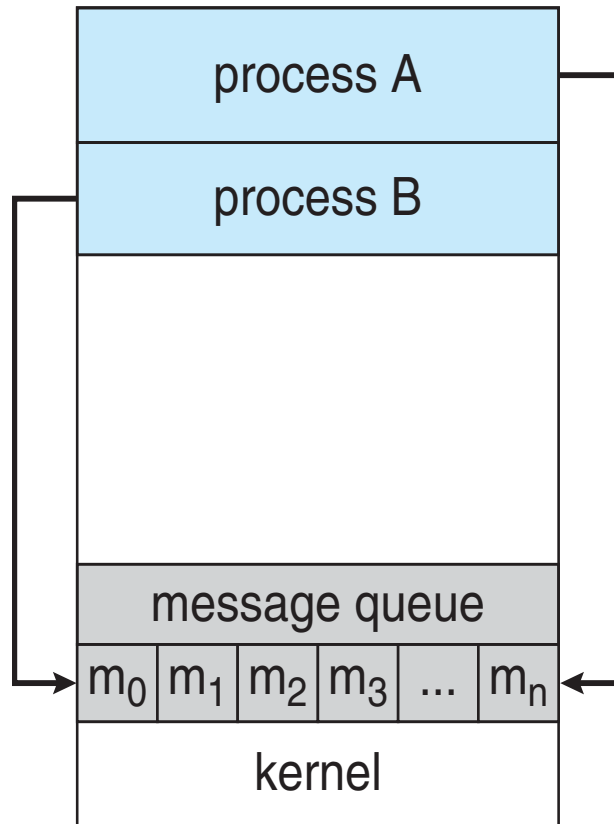 process A
process B
message queue
m₀ m₁ m₂ m₃ ... mₙ
kernel